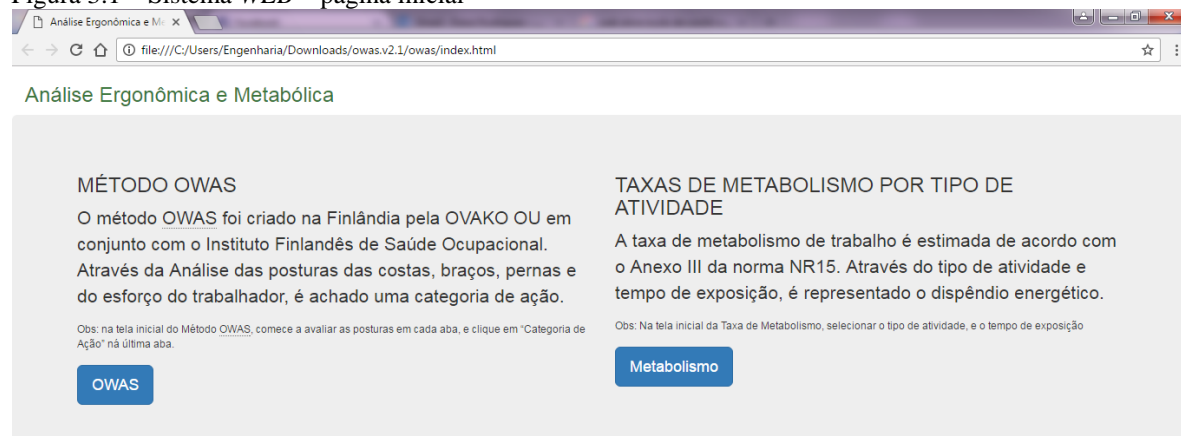 Análise Ergonômica e Me
file:///C:/Users/Engenharia/Downloads/owas.v2.1/owas/index.html
Análise Ergonômica e Metabólica
MÉTODO OWAS
O método OWAS foi criado na Finlândia pela OVAKO OU em
conjunto com o Instituto Finlandês de Saúde Ocupacional.
Através da Análise das posturas das costas, braços, pernas e
do esforço do trabalhador, é achado uma categoria de ação.
Obs: na tela inicial do Método OWAS, comece a avaliar as posturas em cada aba, e clique em “Categoria de
Ação” ná última aba.
OWAS
TAXAS DE METABOLISMO POR TIPO DE
ATIVIDADE
A taxa de metabolismo de trabalho é estimada de acordo com
o Anexo III da norma NR15. Através do tipo de atividade e
tempo de exposição, é representado o dispêndio energético.
Obs: Na tela inicial da Taxa de Metabolismo, selecionar o tipo de atividade, e o tempo de exposição
Metabolismo